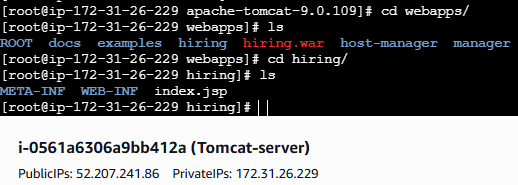 [root@ip-172-31-26-229 apache-tomcat-9.0.109]# cd webapps/
[root@ip-172-31-26-229 webapps]# ls
ROOT docs examples hiring hiring.war host-manager manager
[root@ip-172-31-26-229 webapps]# cd hiring/
[root@ip-172-31-26-229 hiring]# ls
META-INF WEB-INF index.jsp
[root@ip-172-31-26-229 hiring]#
i-0561a6306a9bb412a (Tomcat-server)
PublicIPs: 52.207.241.86 PrivateIPs: 172.31.26.229